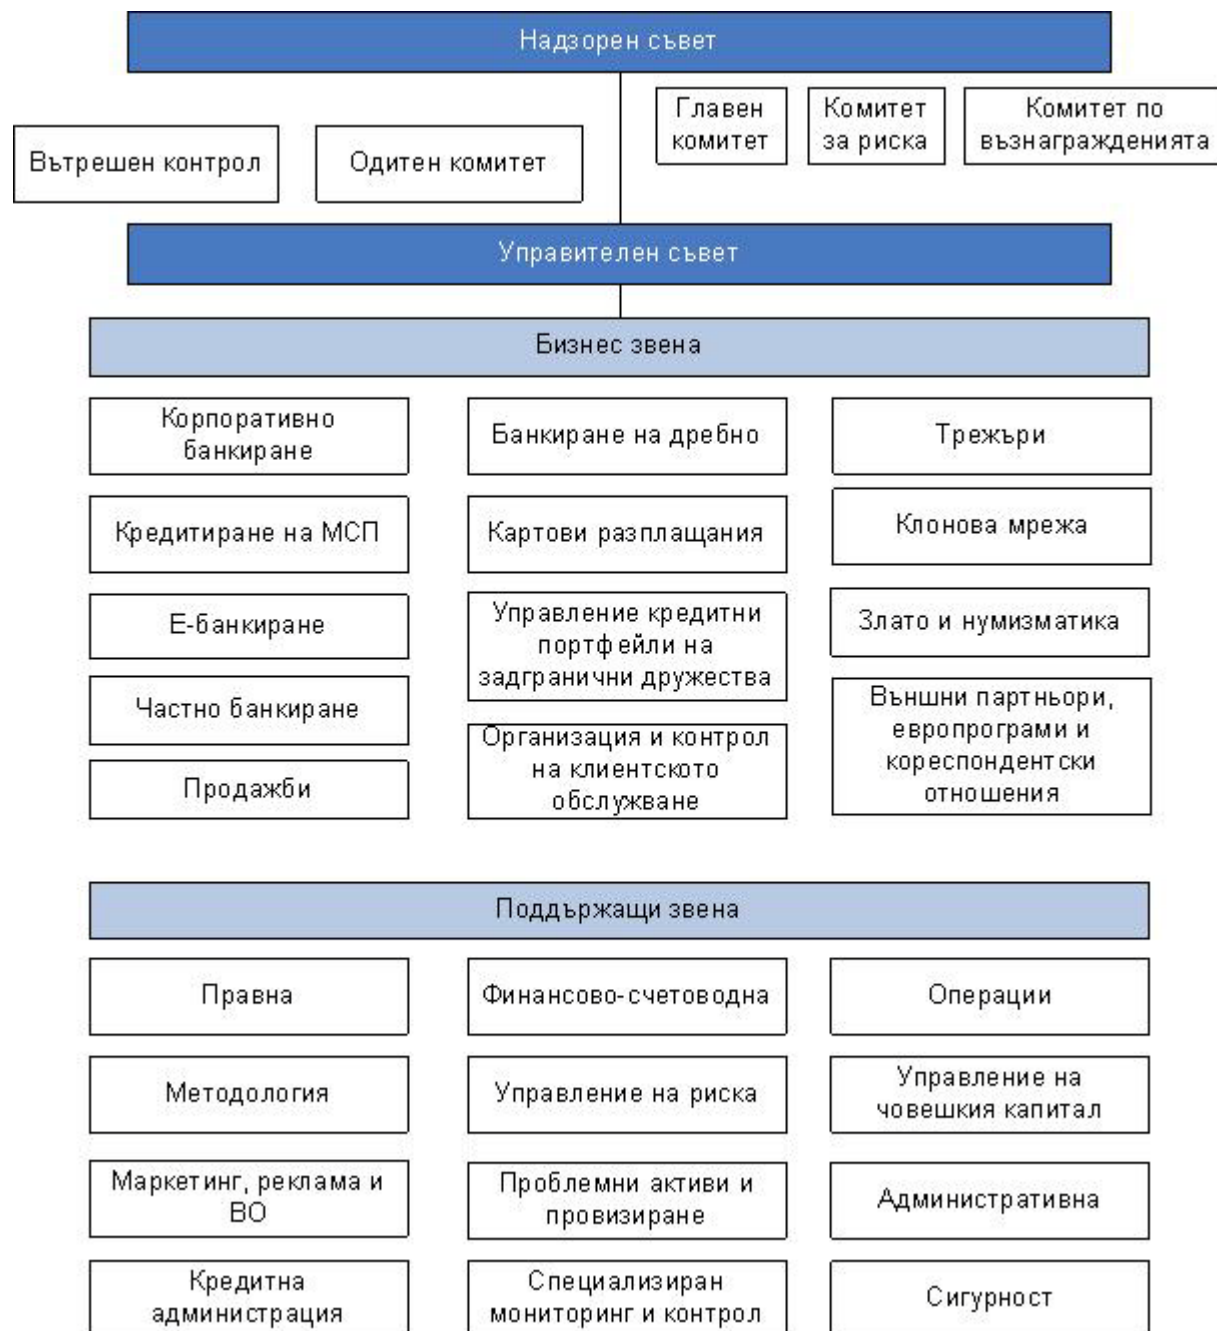 Надзорен съвет
Главен
комитет
Комитет
за риска
Комитет по
възнагражденията
Вътрешен контрол
Одитен комитет
Управителен съвет
Бизнес звена
Корпоративно
банкиране
Банкиране на дребно
Трежъри
Кредитиране на МСП
Картови разплащания
Клонова мрежа
Е-банкиране
Управление кредитни
портфейли на
задгранични дружества
Злато и нумизматика
Частно банкиране
Организация и контрол
на клиентското
обслужване
Външни партньори,
европрограми и
кореспондентски
отношения
Продажби
Поддържащи звена
Правна
Финансово-счетоводна
Операции
Методология
Управление на риска
Управление на
човешкия капитал
Маркетинг, реклама и
ВО
Проблемни активи и
провизиране
Административна
Кредитна
администрация
Специализиран
мониторинг и контрол
Сигурност